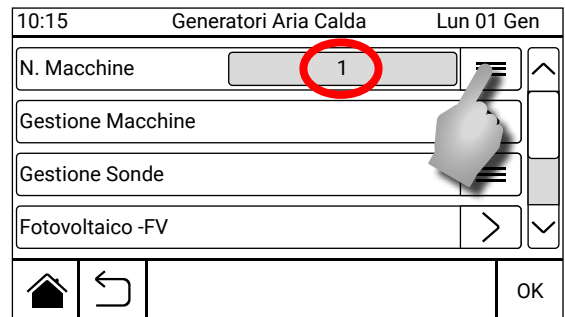 10:15 Generatori Aria Calda Lun 01 Gen
N. Macchine 1
Gestione Macchine
Gestione Sonde
Fotovoltaico -FV
OK